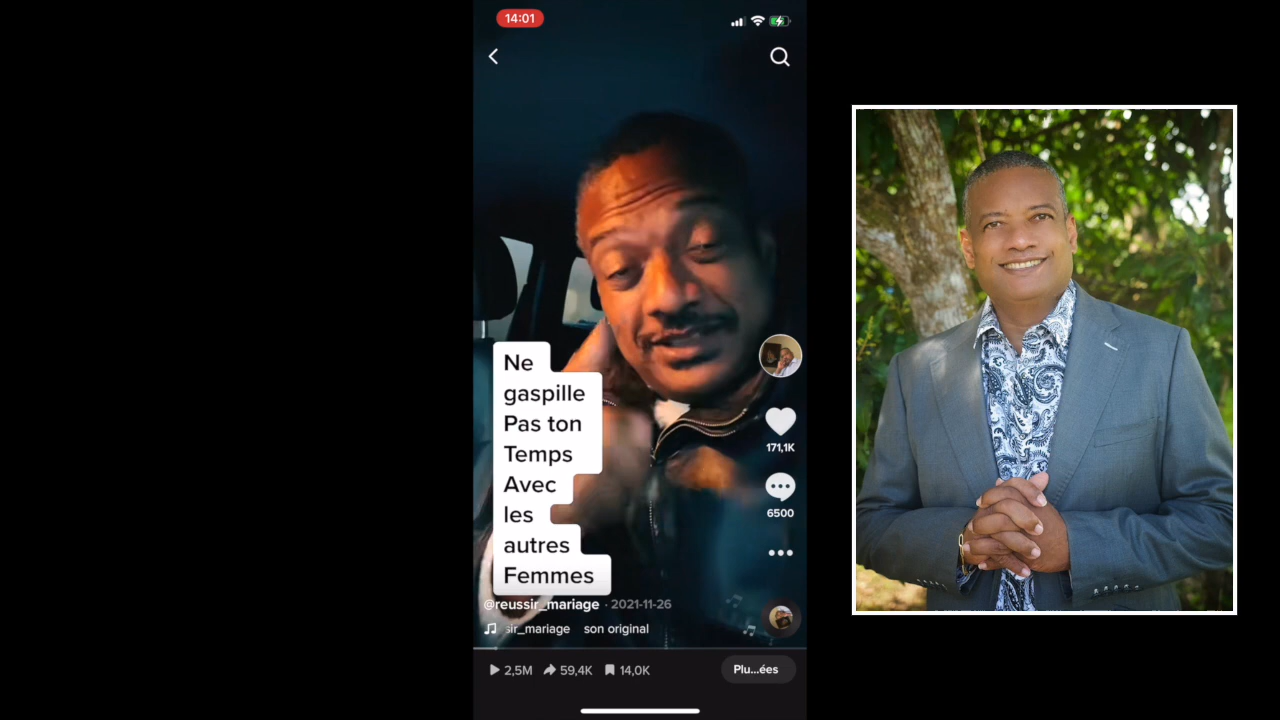 14:01
Ne
gaspille
Pas ton
Temps
Avec
les
autres
Femmes
171,1K
6500
@reussir_mariage · 2021-11-26
sir_mariage son original
2,5M 59,4K 14,0K Plu...ées